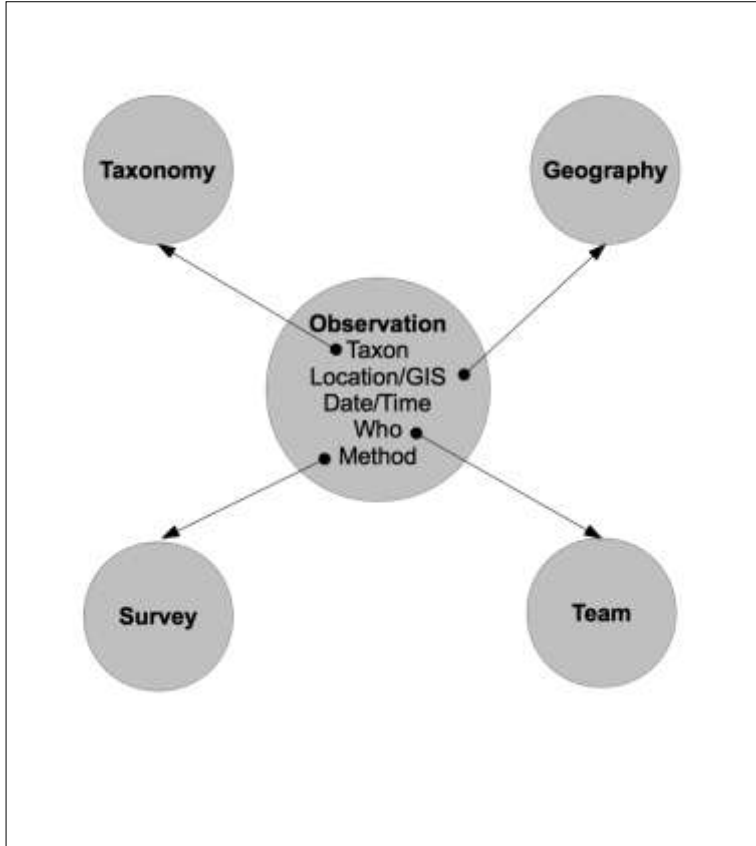 Taxonomy
Geography
Observation
Taxon
Location/GIS
Date/Time
Who
Method
Survey
Team